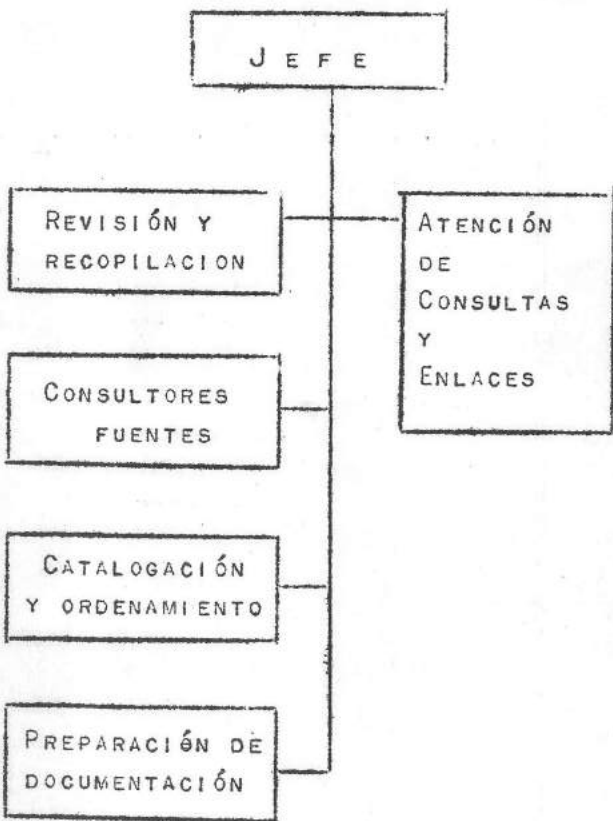 JEFE
REVISIÓN Y
RECOPILACION
ATENCIÓN
DE
CONSULTAS
Y
ENLACES
CONSULTORES
FUENTES
CATALOGACIÓN
Y ORDENAMIENTO
PREPARACIÓN DE
DOCUMENTACIÓN